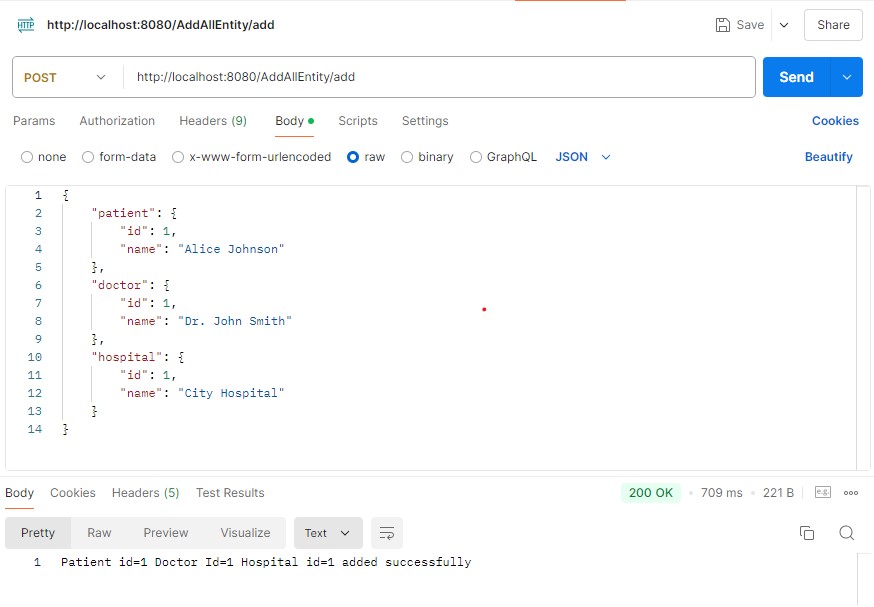 HTTP http://localhost:8080/AddAllEntity/add Save Share
POST http://localhost:8080/AddAllEntity/add Send
Params Authorization Headers (9) Body Scripts Settings Cookies
none form-data x-www-form-urlencoded raw binary GraphQL JSON Beautify
1 {
2 "patient": {
3 "id": 1,
4 "name": "Alice Johnson"
5 },
6 "doctor": {
7 "id": 1,
8 "name": "Dr. John Smith"
9 },
10 "hospital": {
11 "id": 1,
12 "name": "City Hospital"
13 }
14 }
Body Cookies Headers (5) Test Results 200 OK • 709 ms • 221 B
Pretty Raw Preview Visualize Text
1 Patient id=1 Doctor Id=1 Hospital id=1 added successfully